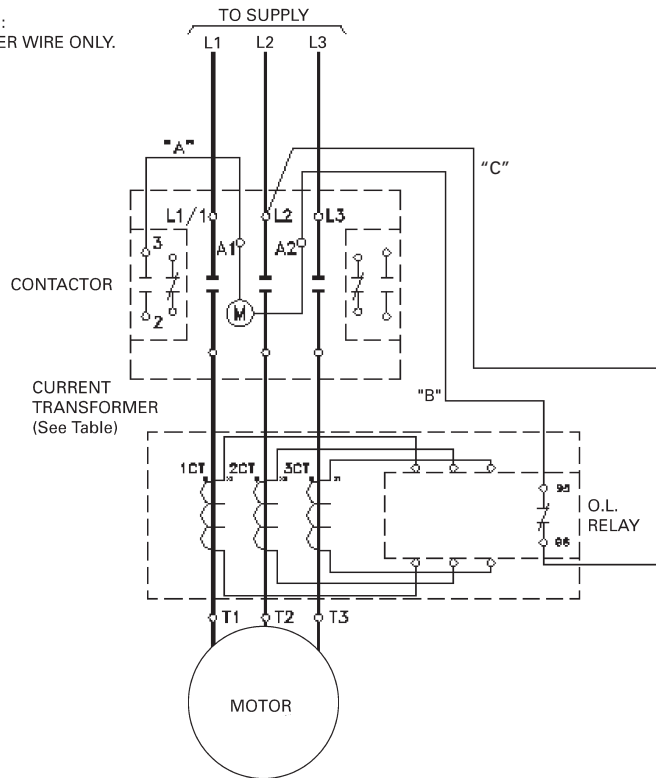 TO SUPPLY
:
ER WIRE ONLY.
L1 L2 L3
"A"
"C"
L1/1 L2 L3
3 A1 A2
CONTACTOR
M
2
CURRENT
TRANSFORMER
(See Table)
"B"
1CT 2CT 3CT
95
O.L.
RELAY
96
T1 T2 T3
MOTOR